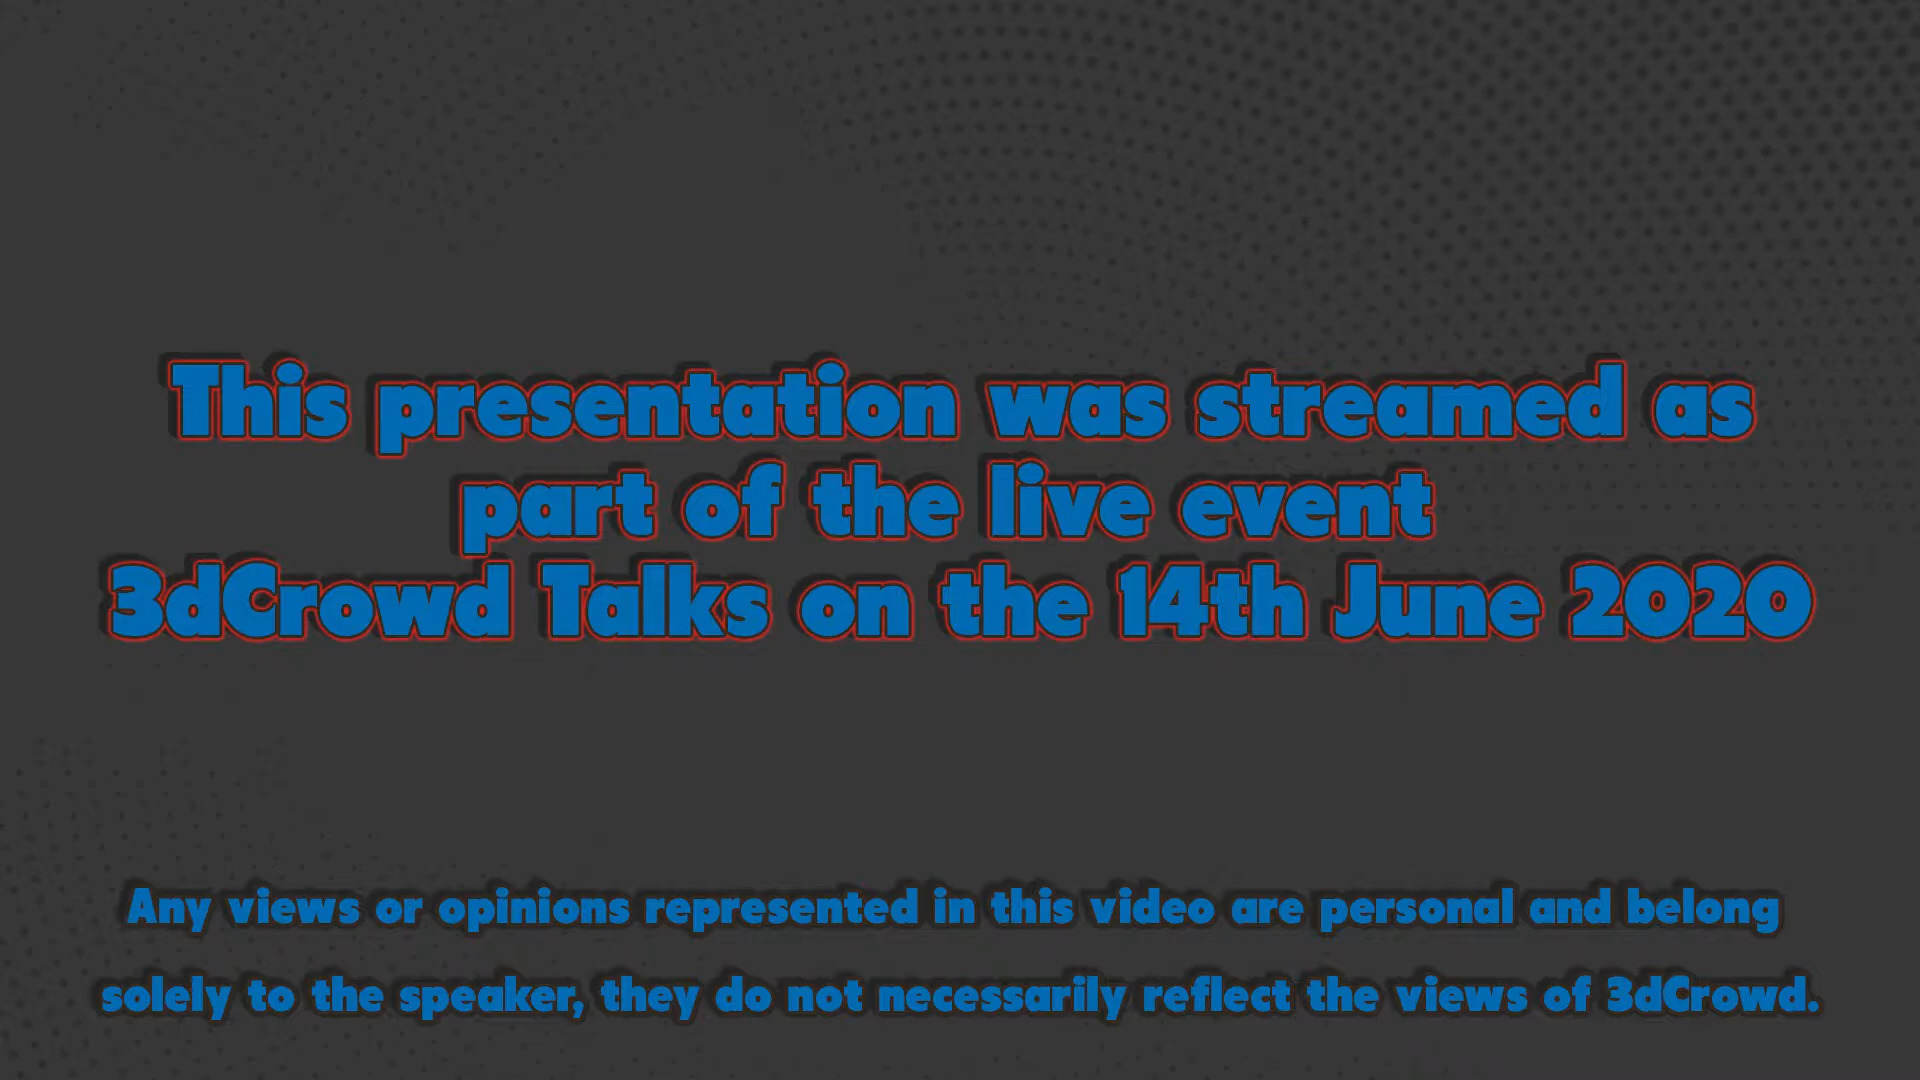 This presentation was streamed as
part of the live event
3dCrowd Talks on the 14th June 2020
Any views or opinions represented in this video are personal and belong
solely to the speaker, they do not necessarily reflect the views of 3dCrowd.